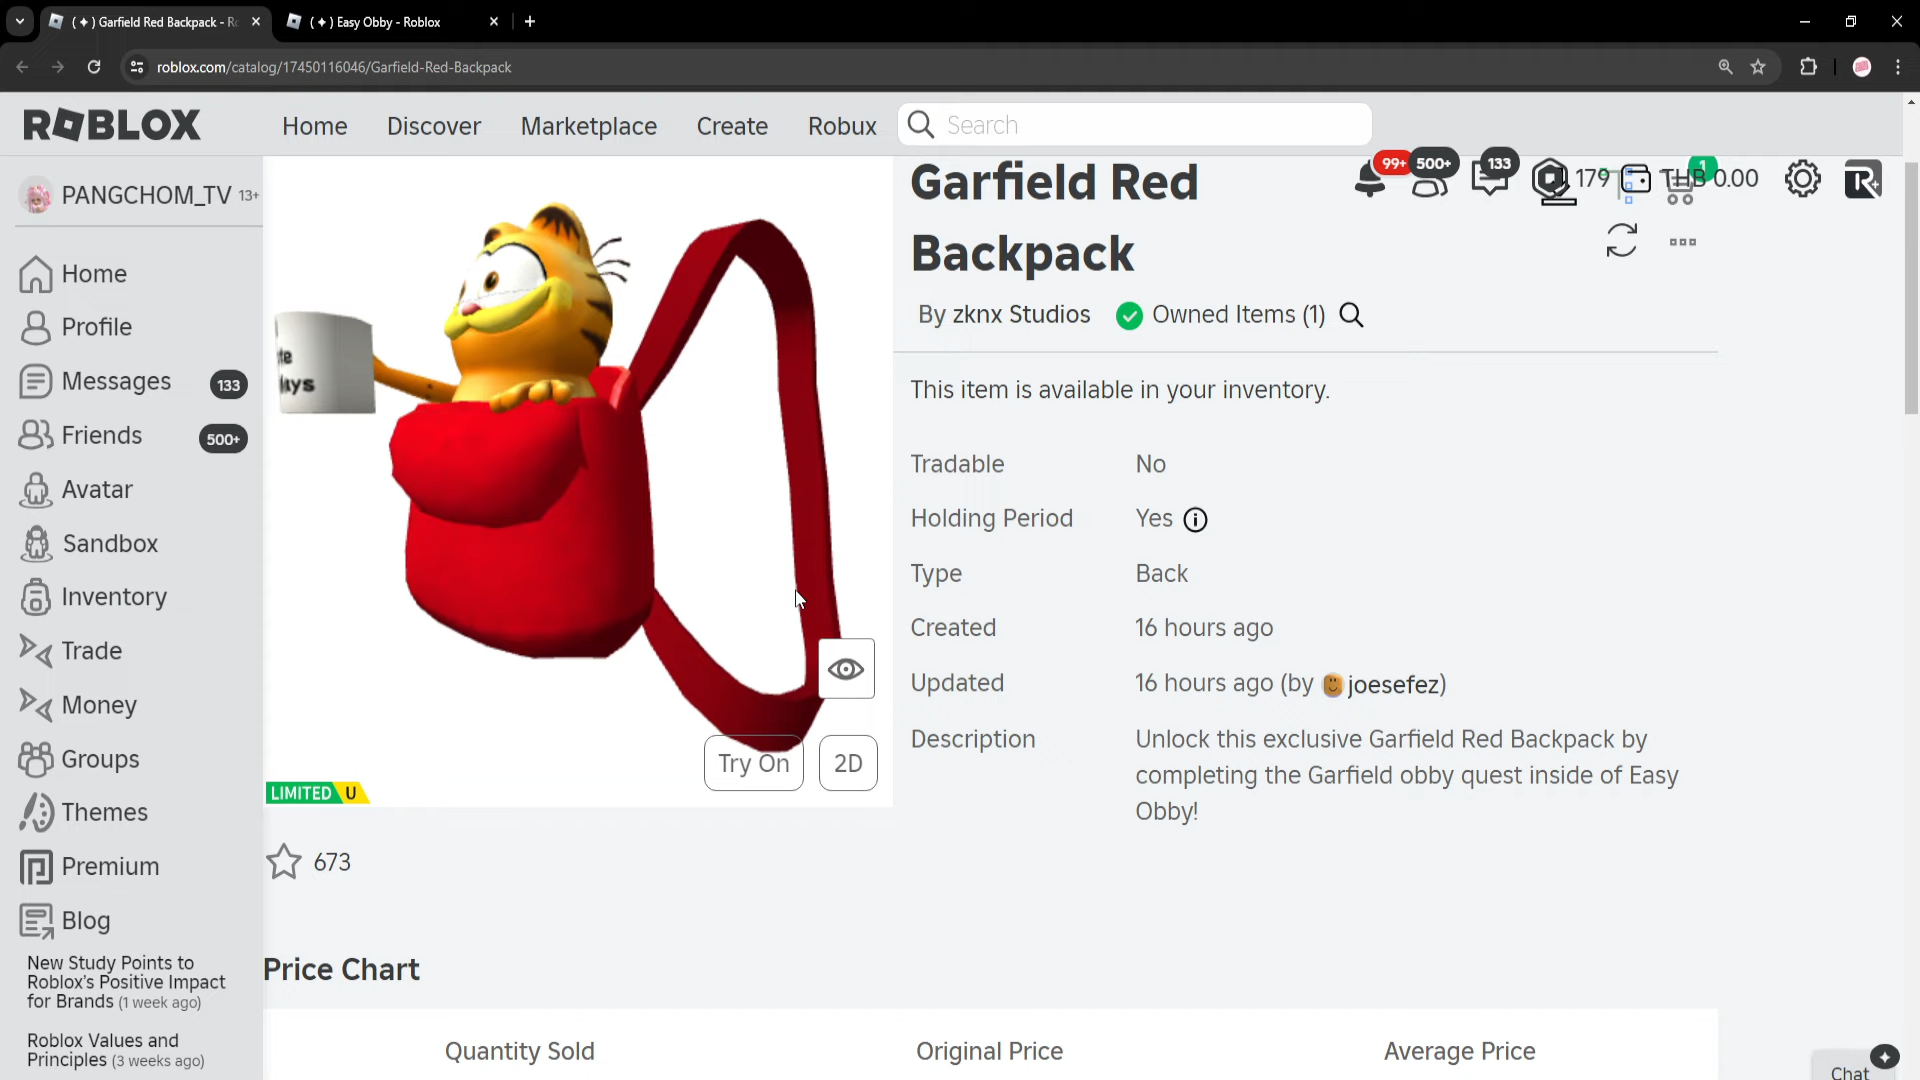 ( ✦ ) Garfield Red Backpack - R
( ✦ ) Easy Obby - Roblox
roblox.com/catalog/17450116046/Garfield-Red-Backpack
ROBLOX
Home
Discover
Marketplace
Create
Robux
Search
PANGCHOM_TV 13+
Garfield Red
Backpack
99+
500+
133
179
THB 0.00
1
By zknx Studios
Owned Items (1)
This item is available in your inventory.
Home
Profile
Messages 133
Friends 500+
Avatar
Sandbox
Inventory
Trade
Money
Groups
Themes
Premium
Blog
New Study Points to
Roblox's Positive Impact
for Brands (1 week ago)
Roblox Values and
Principles (3 weeks ago)
Tradable No
Holding Period Yes
Type Back
Created 16 hours ago
Updated 16 hours ago (by joesefez)
Description Unlock this exclusive Garfield Red Backpack by
completing the Garfield obby quest inside of Easy
Obby!
Try On
2D
LIMITED U
673
Price Chart
Quantity Sold
Original Price
Average Price
Chat